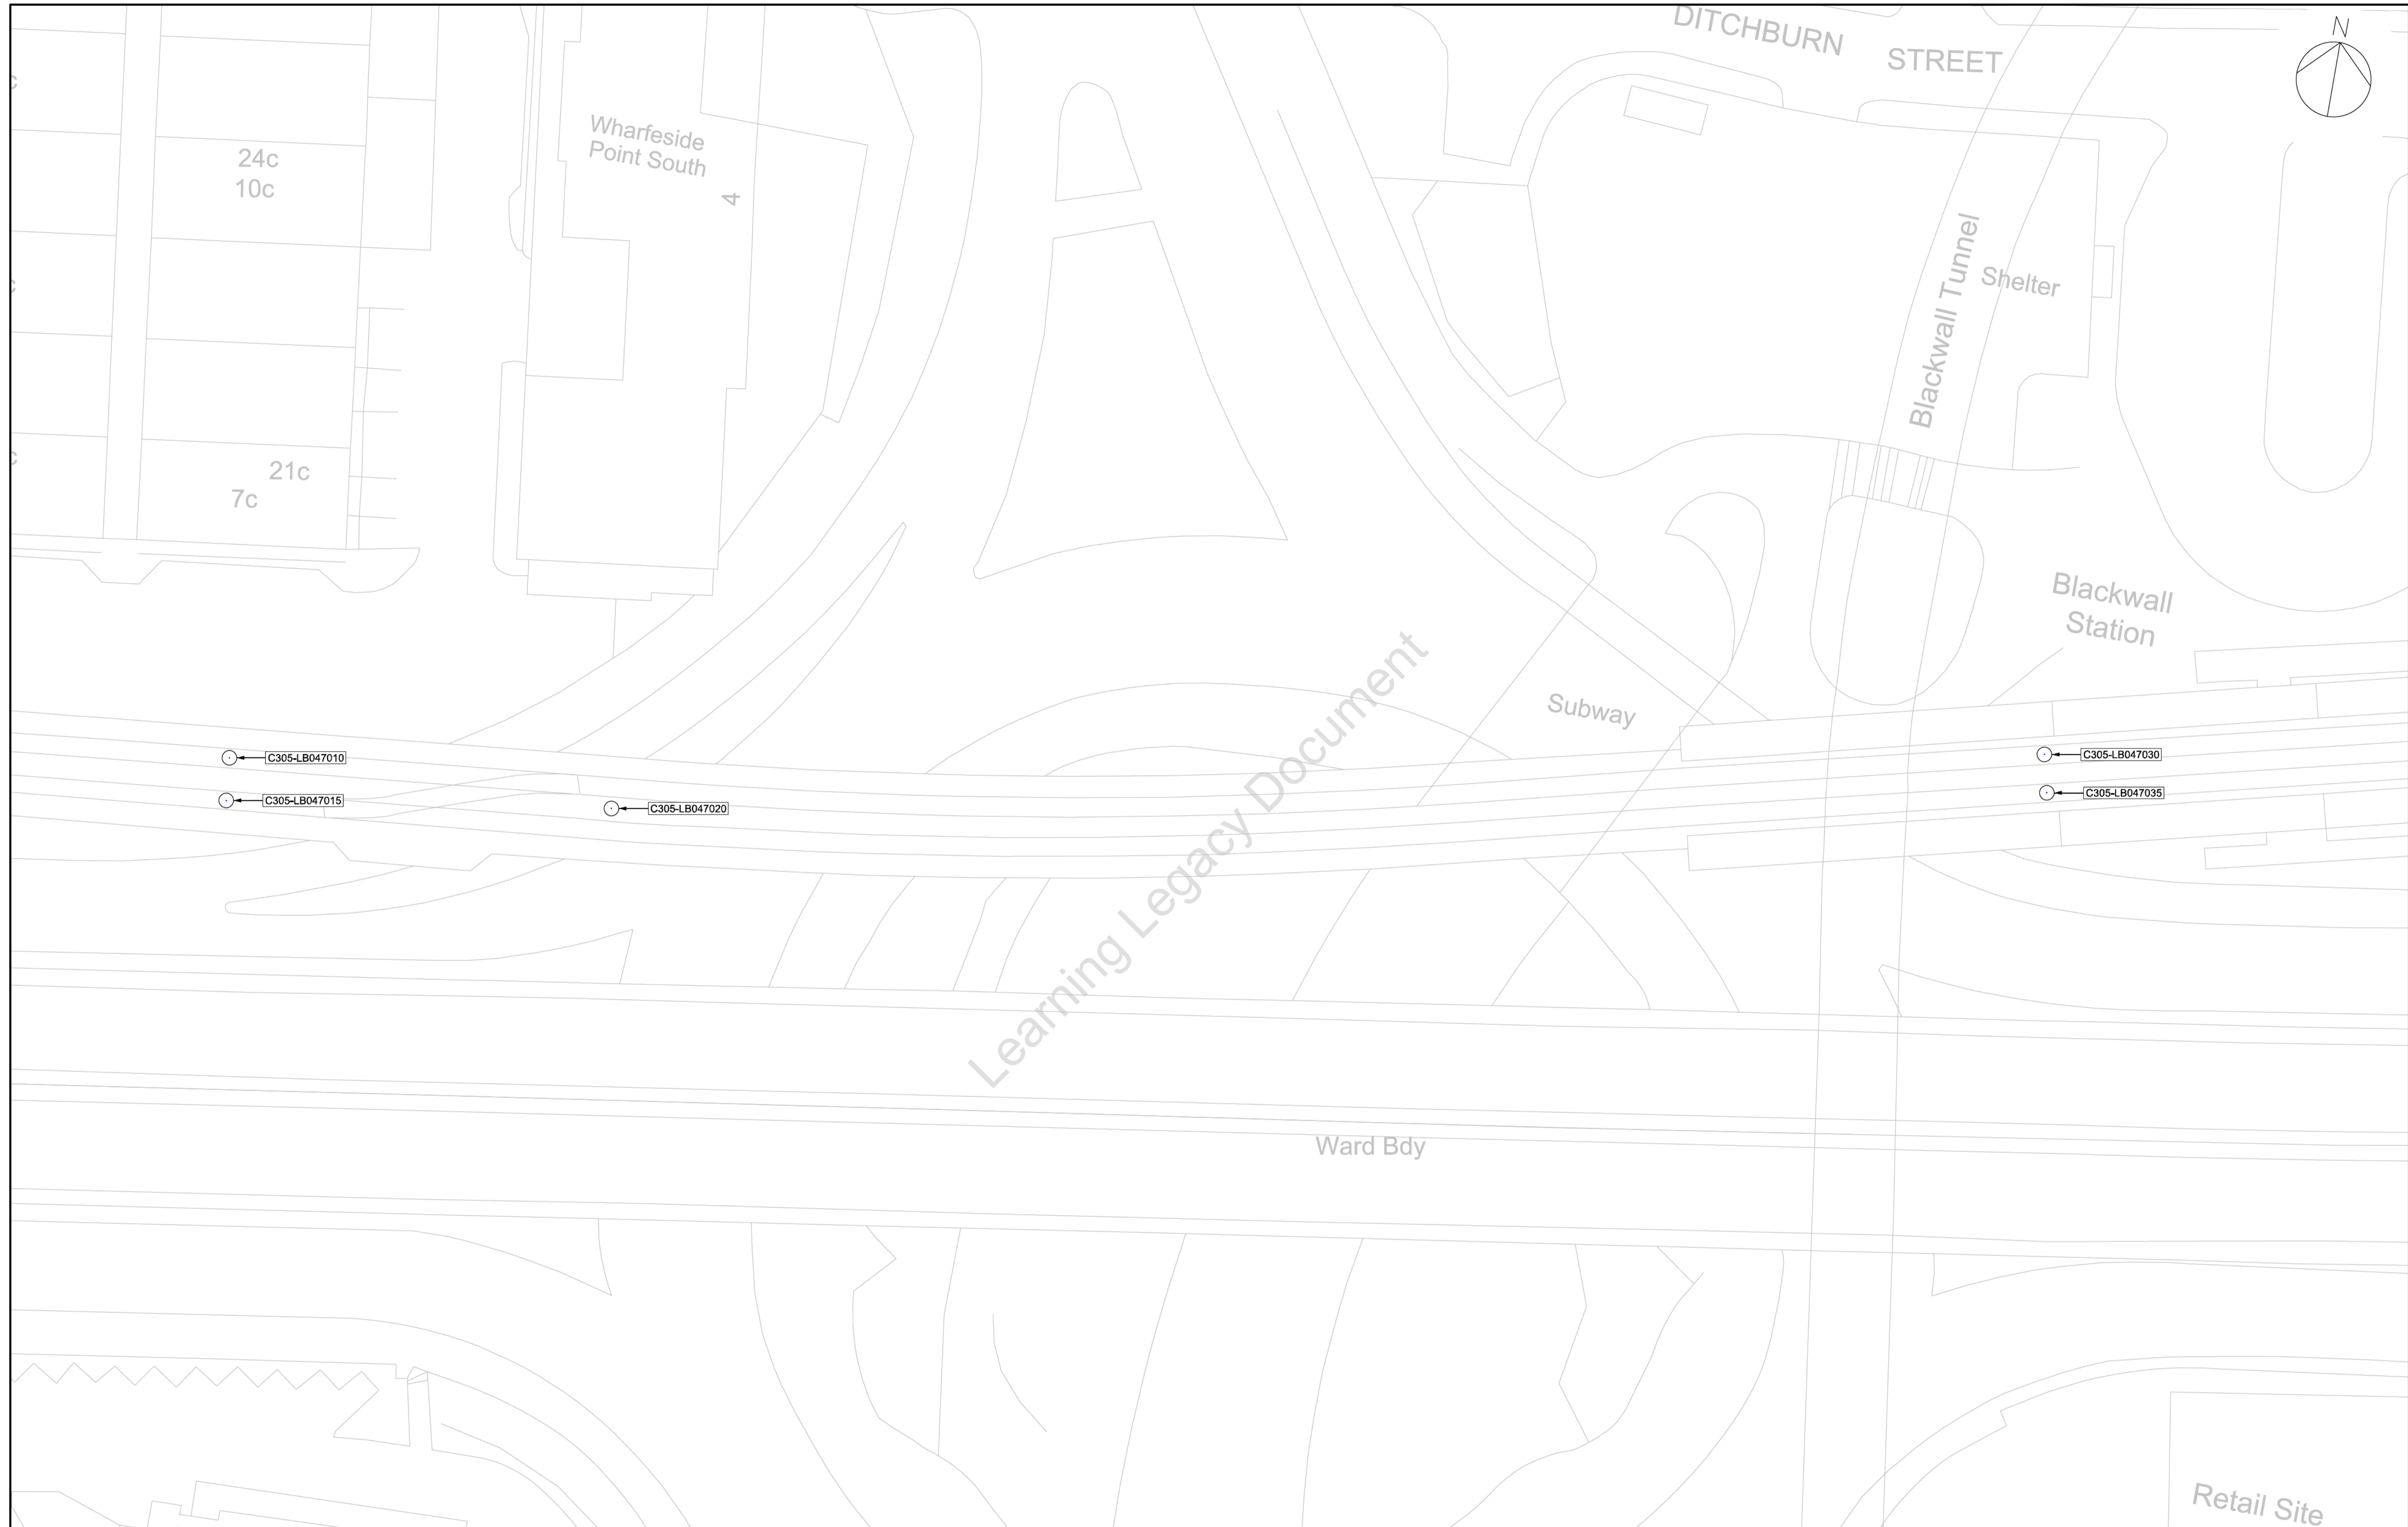 DITCHBURN STREET
N
Wharfeside
Point South
4
24c
10c
Blackwall Tunnel
Shelter
21c
7c
Blackwall
Station
Subway
C305-LB047010
C305-LB047030
C305-LB047015
C305-LB047020
C305-LB047035
Learning Legacy Document
Ward Bdy
Retail Site